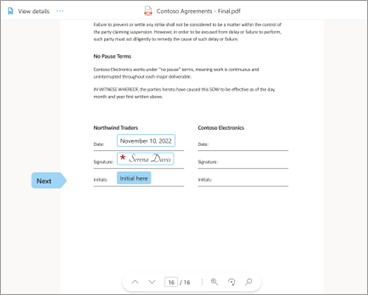 View details ...
Contoso Agreements - Final.pdf
Failure to prevent or settle any strike shall not be considered to be a matter within the control of
the party claiming suspension. However, in order to be excused from delay or failure to perform,
such party must act diligently to remedy the cause of such delay or failure.
No Pause Terms
Contoso Electronics works under "no pause" terms, meaning work is continuous and
uninterrupted throughout each major deliverable.
IN WITNESS WHEREOF, the parties hereto have caused this SOW to be effective as of the day,
month and year first written above.
Northwind Traders
Contoso Electronics
Date:
November 10, 2022
Date:
Signature:
* Serena Davis
Signature:
Initials:
Initial here
Initials:
Next
16 / 16